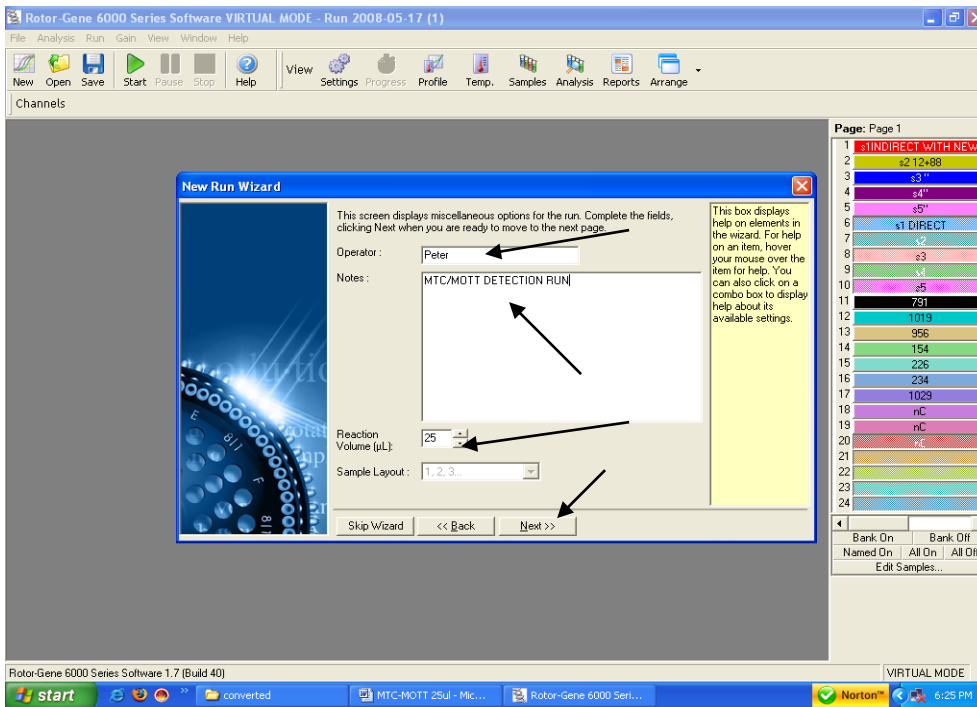 Rotor-Gene 6000 Series Software VIRTUAL MODE - Run 2008-05-17 (1)
File Analysis Run Gain View Window Help
New Open Save Start Pause Stop Help View Settings Progress Profile Temp. Samples Analysis Reports Arrange
Channels
Page: Page 1
1 s1INDIRECT WITH NEW
2 s2 12+88
3 s3 "
4 s4"
5 s5"
6 s1 DIRECT
7 s2
8 s3
9 s4
10 s5
11 791
12 1019
13 956
14 154
15 226
16 234
17 1029
18 nC
19 nC
20 nC
21
22
23
24
Bank On Bank Off
Named On All On All Off
Edit Samples...
New Run Wizard
This screen displays miscellaneous options for the run. Complete the fields,
clicking Next when you are ready to move to the next page.
Operator : Peter
Notes : MTC/MOTT DETECTION RUN
Reaction
Volume (µL): 25
Sample Layout : 1, 2, 3...
Skip Wizard << Back Next >>
This box displays
help on elements in
the wizard. For help
on an item, hover
your mouse over the
item for help. You
can also click on a
combo box to display
help about its
available settings.
Rotor-Gene 6000 Series Software 1.7 (Build 40) VIRTUAL MODE
start converted MTC-MOTT 25ul - Mic... Rotor-Gene 6000 Seri... Norton™ 6:25 PM